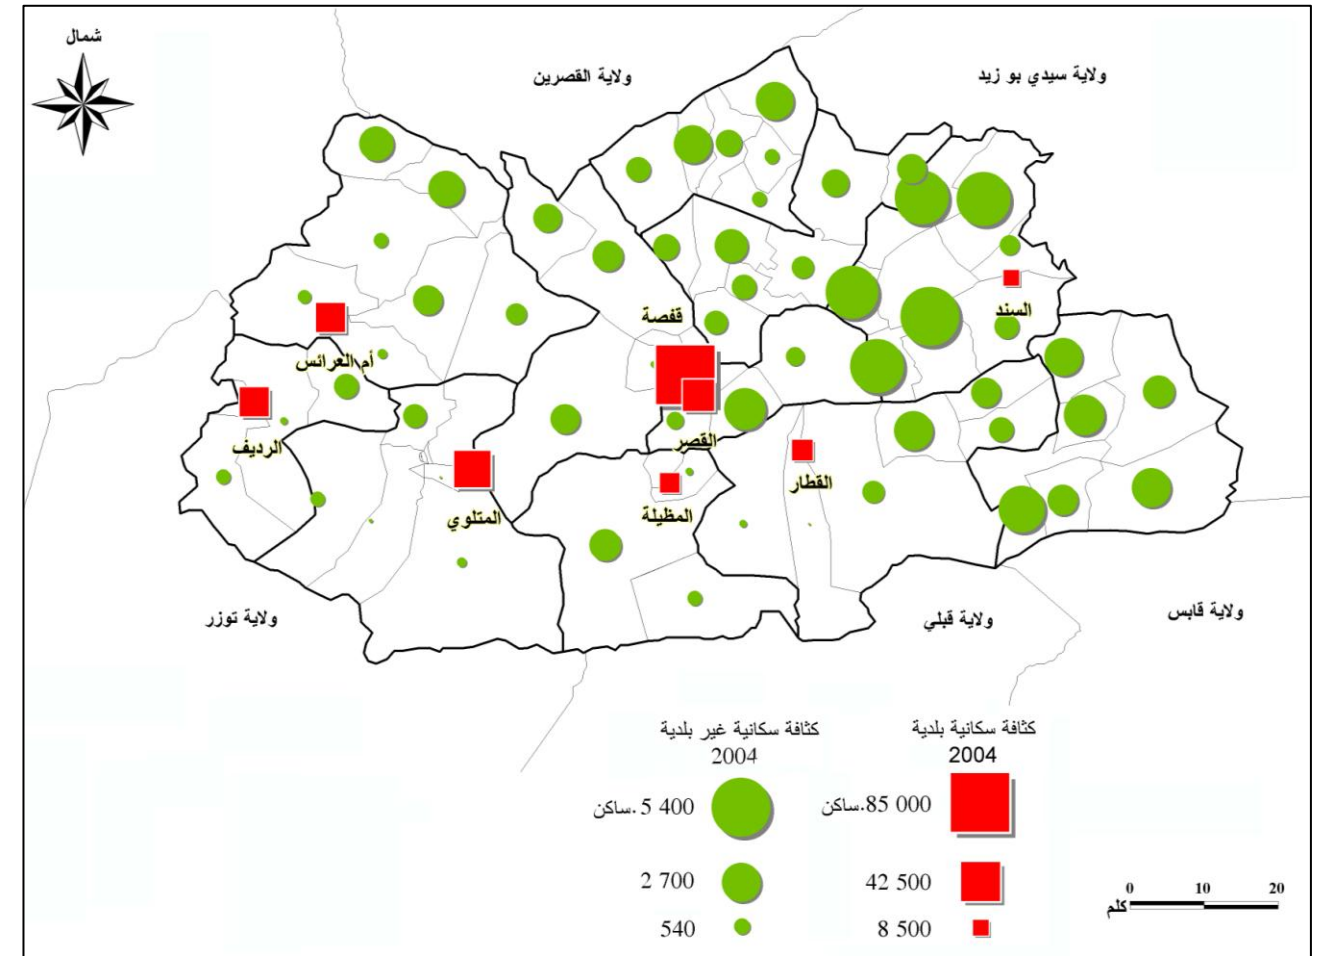 شمال
ولاية القصرين
ولاية سيدي بو زيد
قفصة
السند
أم العرائس
الرديف
القصر
القطار
المتلوي
المظيلة
ولاية توزر
ولاية قبلي
ولاية قابس
كثافة سكانية بلدية
2004
85 000.ساكن
42 500
8 500
كثافة سكانية غير بلدية
2004
5 400.ساكن
2 700
540
0 10 20
كلم